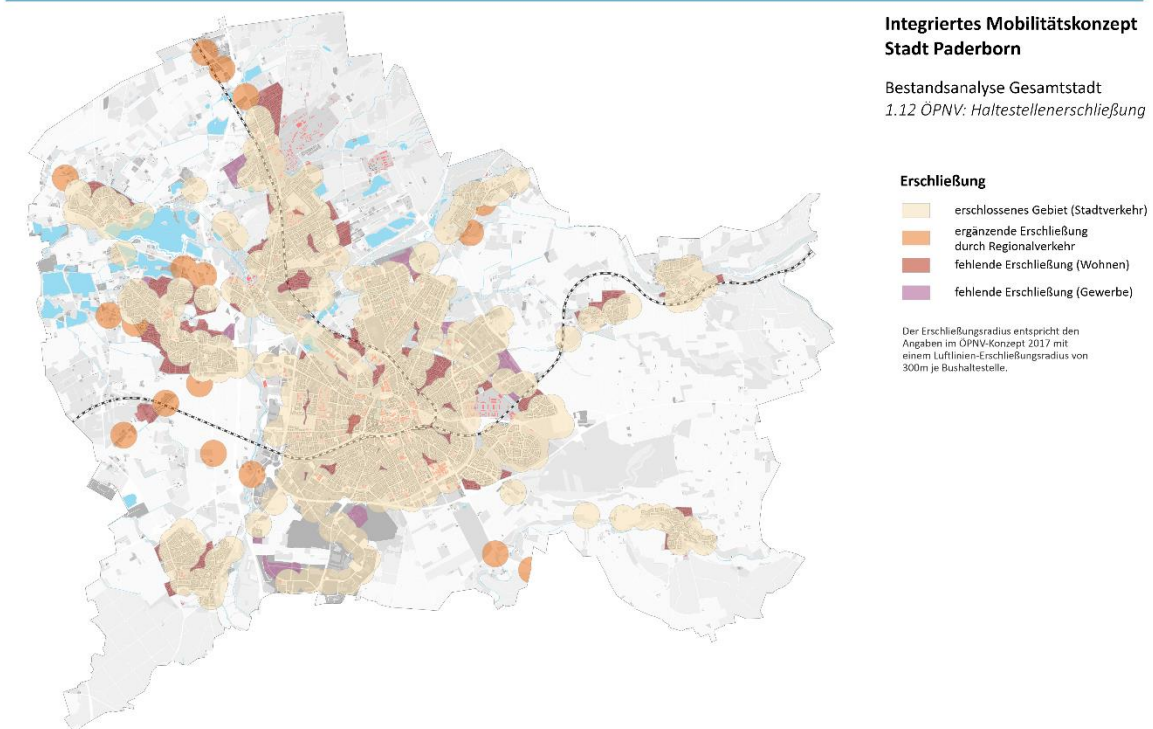 Integriertes Mobilitätskonzept
Stadt Paderborn
Bestandsanalyse Gesamtstadt
1.12 ÖPNV: Haltestellenerschließung
Erschließung
erschlossenes Gebiet (Stadtverkehr)
ergänzende Erschließung
durch Regionalverkehr
fehlende Erschließung (Wohnen)
fehlende Erschließung (Gewerbe)
Der Erschließungsradius entspricht den
Angaben im ÖPNV-Konzept 2017 mit
einem Luftlinien-Erschließungsradius von
300m je Bushaltestelle.